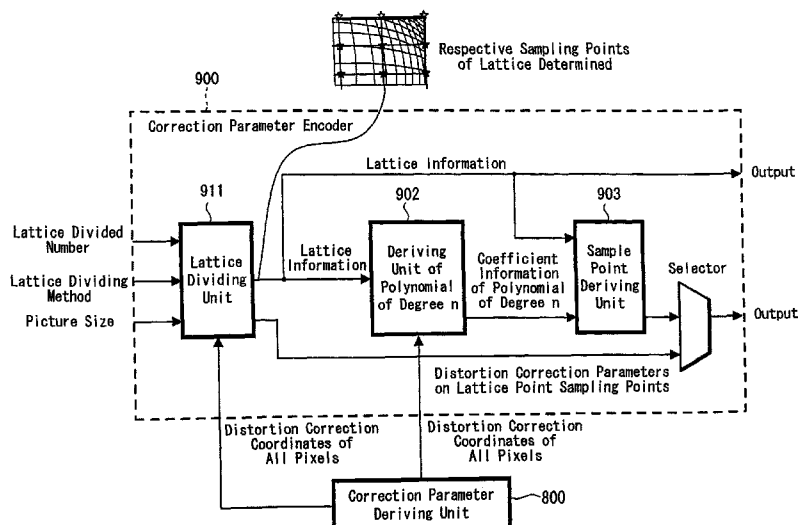 Respective Sampling Points
of Lattice Determined
900
Correction Parameter Encoder
Lattice Information
Output
911
902
903
Lattice Divided
Number
Lattice Dividing
Method
Picture Size
Lattice
Dividing
Unit
Lattice
Information
Deriving
Unit of
Polynomial
of Degree n
Coefficient
Information
of Polynomial
of Degree n
Sample
Point
Deriving
Unit
Selector
Output
Distortion Correction Parameters
on Lattice Point Sampling Points
Distortion Correction
Coordinates of
All Pixels
Distortion Correction
Coordinates of
All Pixels
Correction Parameter
Deriving Unit
800